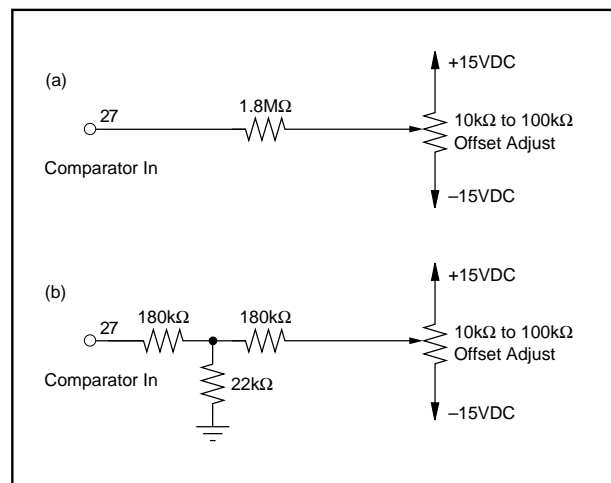 (a)
+15VDC
1.8MΩ
27
10kΩ to 100kΩ
Offset Adjust
Comparator In
–15VDC
(b)
+15VDC
180kΩ
180kΩ
27
10kΩ to 100kΩ
Offset Adjust
Comparator In
22kΩ
–15VDC